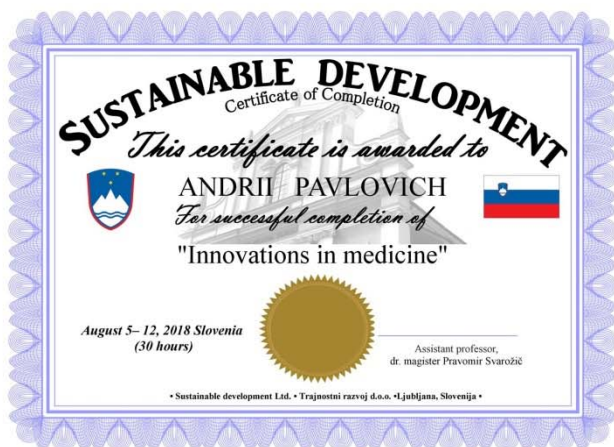 SUSTAINABLE DEVELOPMENT
Certificate of Completion
This certificate is awarded to
ANDRII PAVLOVICH
For successful completion of
"Innovations in medicine"
August 5– 12, 2018 Slovenia
(30 hours)
Assistant professor,
dr. magister Pravomir Svarožič
• Sustainable development Ltd. • Trajnostni razvoj d.o.o. •Ljubljana, Slovenija •